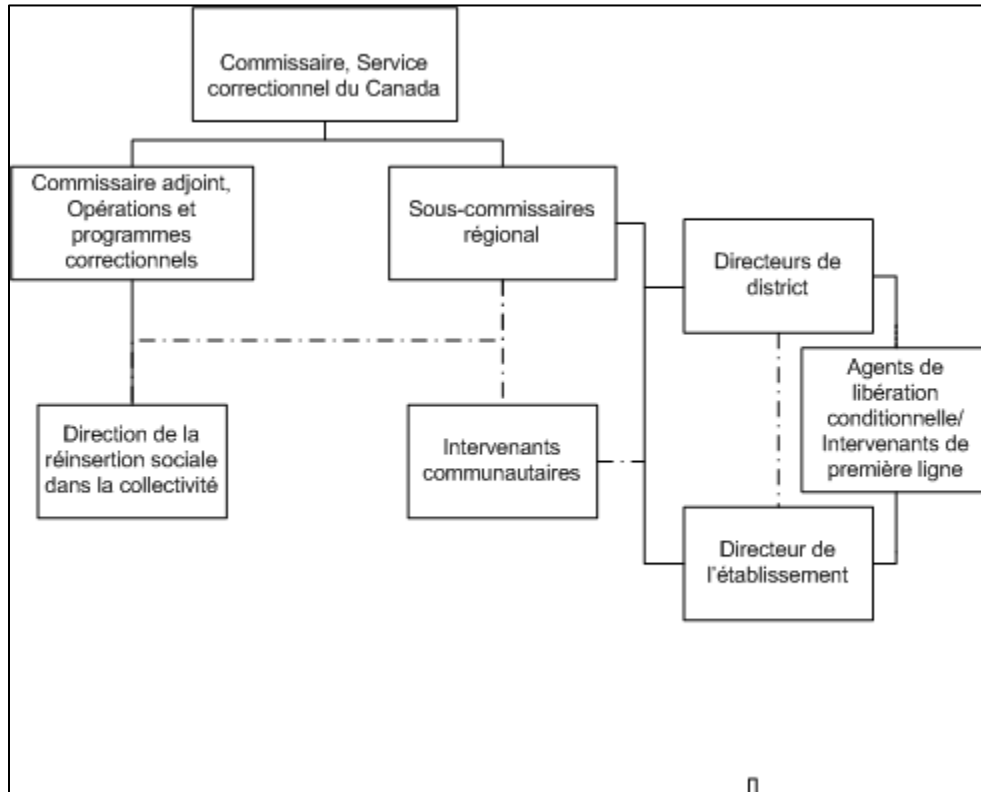 Commissaire, Service
correctionnel du Canada
Commissaire adjoint,
Opérations et
programmes
correctionnels
Sous-commissaires
régional
Directeurs de
district
Agents de
libération
conditionnelle/
Intervenants de
première ligne
Direction de la
réinsertion sociale
dans la collectivité
Intervenants
communautaires
Directeur de
l'établissement